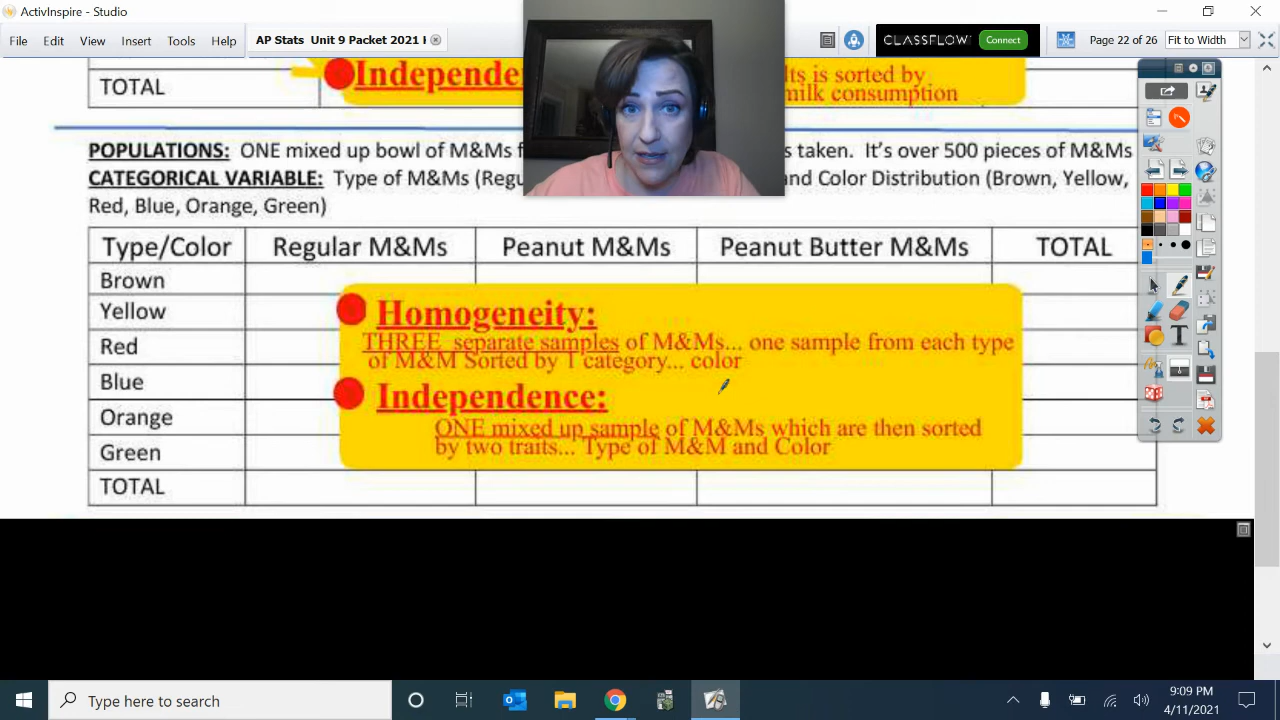 ActivInspire - Studio
File Edit View Insert Tools Help
AP Stats Unit 9 Packet 2021
CLASSFLOW Connect
Page 22 of 26
Fit to Width
TOTAL
Independe
lts is sorted by
milk consumption
POPULATIONS: ONE mixed up bowl of M&Ms
s taken. It's over 500 pieces of M&Ms
CATEGORICAL VARIABLE: Type of M&Ms (Regu
nd Color Distribution (Brown, Yellow,
Red, Blue, Orange, Green)
Type/Color Regular M&Ms Peanut M&Ms Peanut Butter M&Ms TOTAL
Brown
Yellow
Red
Blue
Orange
Green
TOTAL
Homogeneity:
THREE separate samples of M&Ms... one sample from each type
of M&M Sorted by 1 category... color
Independence:
ONE mixed up sample of M&Ms which are then sorted
by two traits... Type of M&M and Color
Type here to search
9:09 PM
4/11/2021